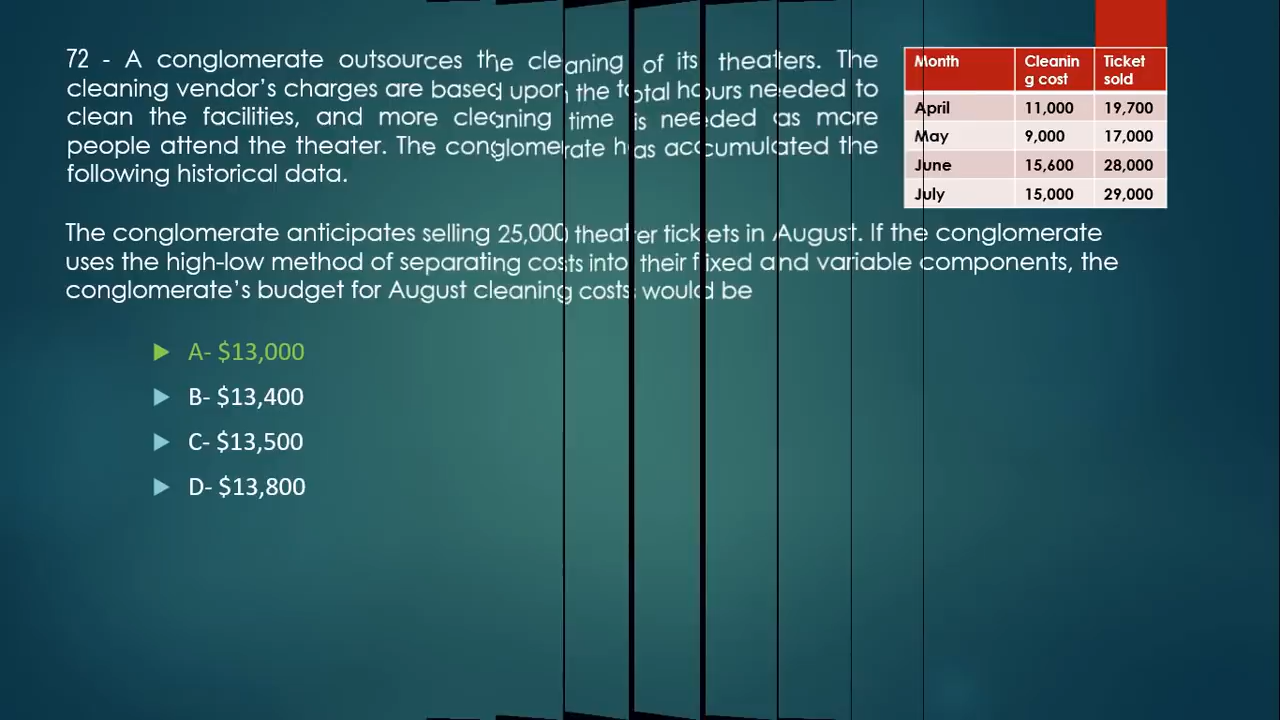 72 - A conglomerate outsources the cleaning of its theaters. The
cleaning vendor's charges are based upon the total hours needed to
clean the facilities, and more cleaning time is needed as more
people attend the theater. The conglomerate has accumulated the
following historical data.
Month Cleanin Ticket
g cost sold
April 11,000 19,700
May 9,000 17,000
June 15,600 28,000
July 15,000 29,000
The conglomerate anticipates selling 25,000 theater tickets in August. If the conglomerate
uses the high-low method of separating costs into their fixed and variable components, the
conglomerate's budget for August cleaning costs would be
A- $13,000
B- $13,400
C- $13,500
D- $13,800